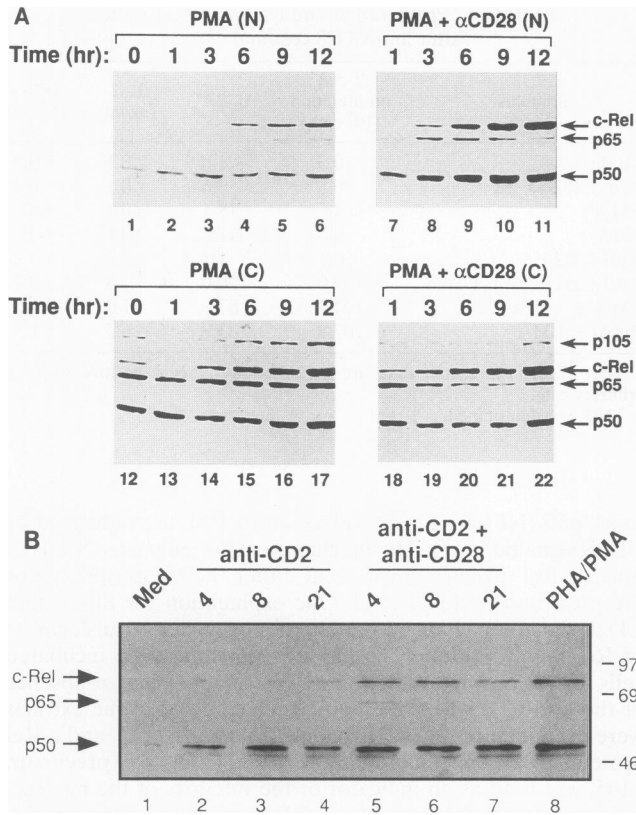 A
PMA (N)
PMA + αCD28 (N)
Time (hr): 0 1 3 6 9 12
1 3 6 9 12
c-Rel
p65
p50
1 2 3 4 5 6
7 8 9 10 11
PMA (C)
PMA + αCD28 (C)
Time (hr): 0 1 3 6 9 12
1 3 6 9 12
p105
c-Rel
p65
p50
12 13 14 15 16 17
18 19 20 21 22
B
anti-CD2
anti-CD2 +
anti-CD28
Med 4 8 21 4 8 21 PHA/PMA
c-Rel
p65
p50
97
69
46
1 2 3 4 5 6 7 8